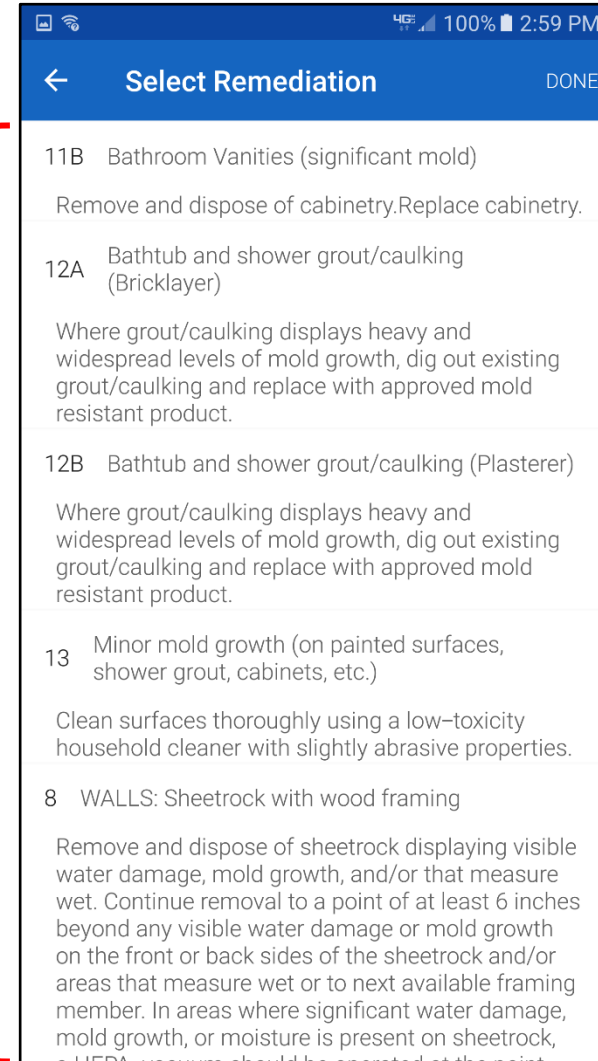 4G 100% 2:59 PM
Select Remediation DONE
11B Bathroom Vanities (significant mold)
Remove and dispose of cabinetry.Replace cabinetry.
12A Bathtub and shower grout/caulking
(Bricklayer)
Where grout/caulking displays heavy and
widespread levels of mold growth, dig out existing
grout/caulking and replace with approved mold
resistant product.
12B Bathtub and shower grout/caulking (Plasterer)
Where grout/caulking displays heavy and
widespread levels of mold growth, dig out existing
grout/caulking and replace with approved mold
resistant product.
13 Minor mold growth (on painted surfaces,
shower grout, cabinets, etc.)
Clean surfaces thoroughly using a low–toxicity
household cleaner with slightly abrasive properties.
8 WALLS: Sheetrock with wood framing
Remove and dispose of sheetrock displaying visible
water damage, mold growth, and/or that measure
wet. Continue removal to a point of at least 6 inches
beyond any visible water damage or mold growth
on the front or back sides of the sheetrock and/or
areas that measure wet or to next available framing
member. In areas where significant water damage,
mold growth, or moisture is present on sheetrock,
a HEPA–vacuum should be operated at the point